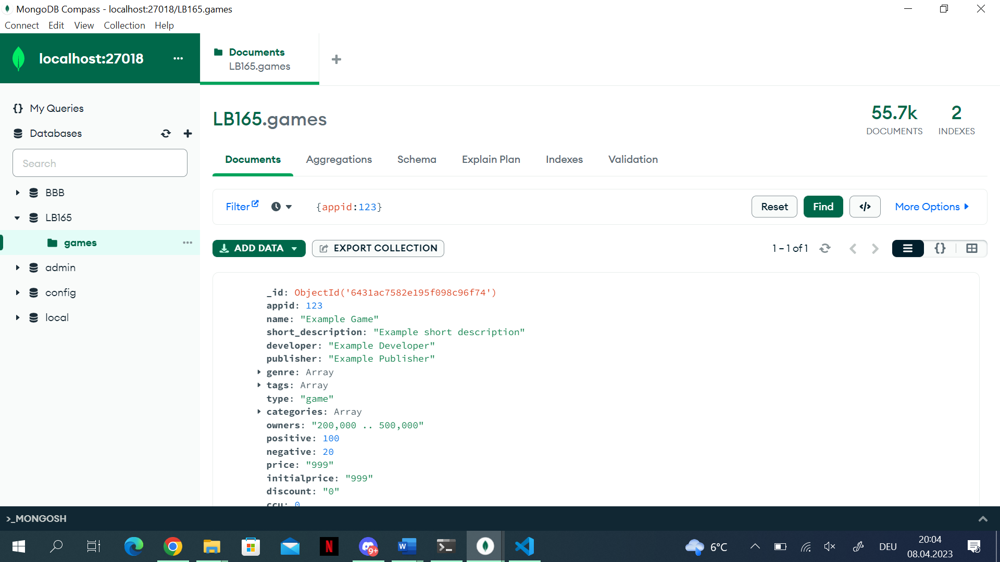 MongoDB Compass - localhost:27018/LB165.games
Connect Edit View Collection Help
localhost:27018 ...
Documents
LB165.games
+
{} My Queries
Databases
Search
BBB
LB165
games ...
admin
config
local
LB165.games
55.7k
DOCUMENTS
2
INDEXES
Documents Aggregations Schema Explain Plan Indexes Validation
Filter {appid:123} Reset Find </> More Options
ADD DATA EXPORT COLLECTION 1 – 1 of 1 {}
_id: ObjectId('6431ac7582e195f098c96f74')
appid: 123
name: "Example Game"
short_description: "Example short description"
developer: "Example Developer"
publisher: "Example Publisher"
genre: Array
tags: Array
type: "game"
categories: Array
owners: "200,000 .. 500,000"
positive: 100
negative: 20
price: "999"
initialprice: "999"
discount: "0"
ccu: 0
>_MONGOSH
N 9+ W 6°C DEU 20:04
08.04.2023